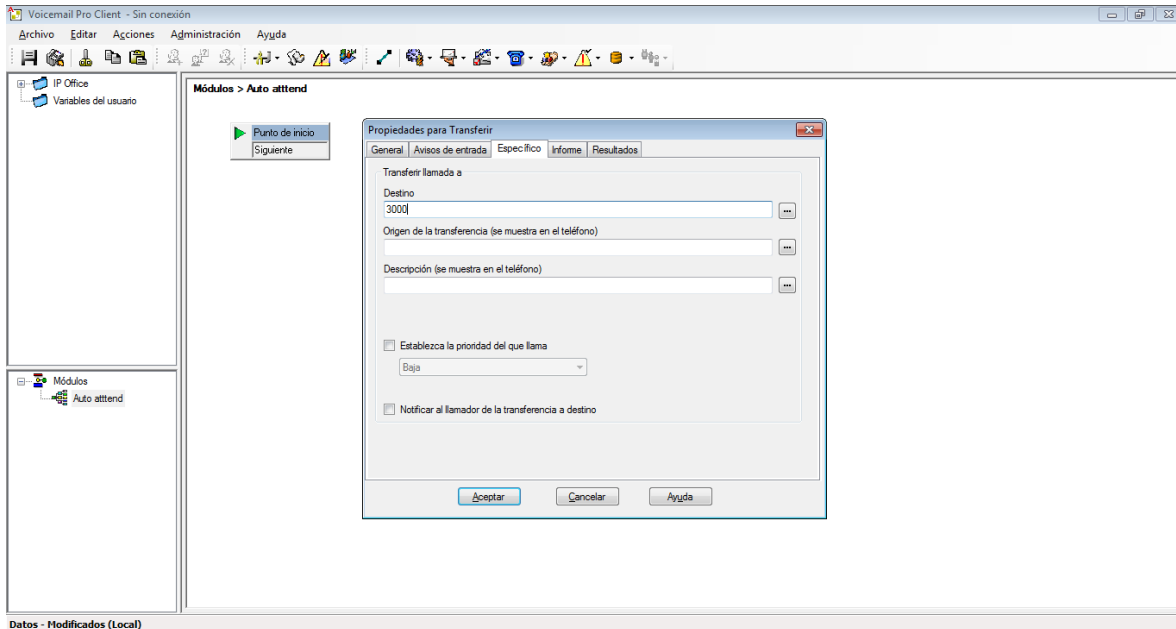 Voicemail Pro Client - Sin conexión
Archivo Editar Acciones Administración Ayuda
IP Office
Variables del usuario
Módulos > Auto atttend
Punto de inicio
Siguiente
Propiedades para Transferir
General Avisos de entrada Específico Informe Resultados
Transferir llamada a
Destino
3000
...
Origen de la transferencia (se muestra en el teléfono)
...
Descripción (se muestra en el teléfono)
...
Establezca la prioridad del que llama
Baja
Notificar al llamador de la transferencia a destino
Aceptar Cancelar Ayuda
Módulos
Auto atttend
Datos - Modificados (Local)